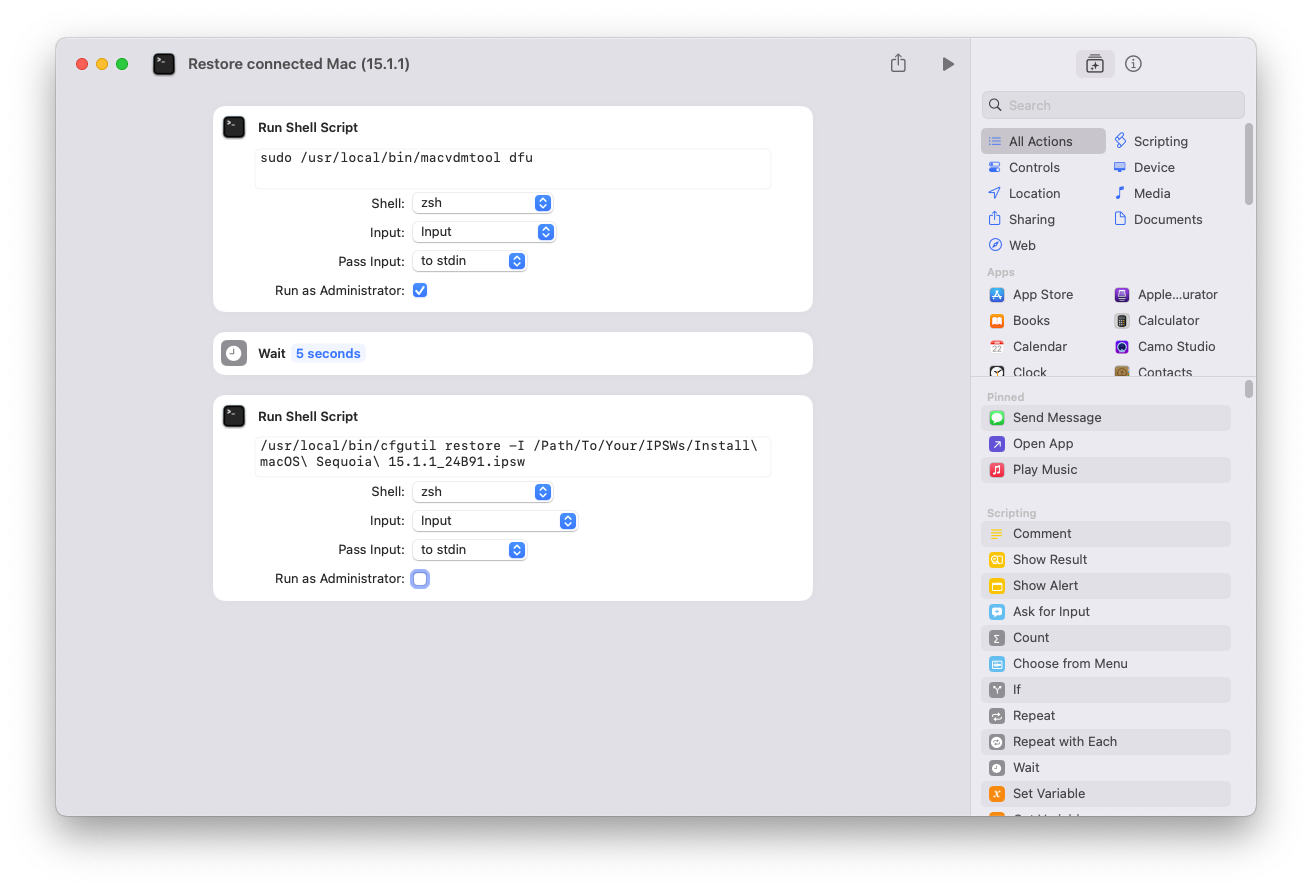 Restore connected Mac (15.1.1)
Run Shell Script
sudo /usr/local/bin/macvdmtool dfu
Shell: zsh
Input: Input
Pass Input: to stdin
Run as Administrator:
Wait 5 seconds
Run Shell Script
/usr/local/bin/cfgutil restore -I /Path/To/Your/IPSWs/Install\
macOS\ Sequoia\ 15.1.1_24B91.ipsw
Shell: zsh
Input: Input
Pass Input: to stdin
Run as Administrator:
Search
All Actions Scripting
Controls Device
Location Media
Sharing Documents
Web
Apps
App Store Apple...urator
Books Calculator
Calendar Camo Studio
Clock Contacts
Pinned
Send Message
Open App
Play Music
Scripting
Comment
Show Result
Show Alert
Ask for Input
Count
Choose from Menu
If
Repeat
Repeat with Each
Wait
Set Variable